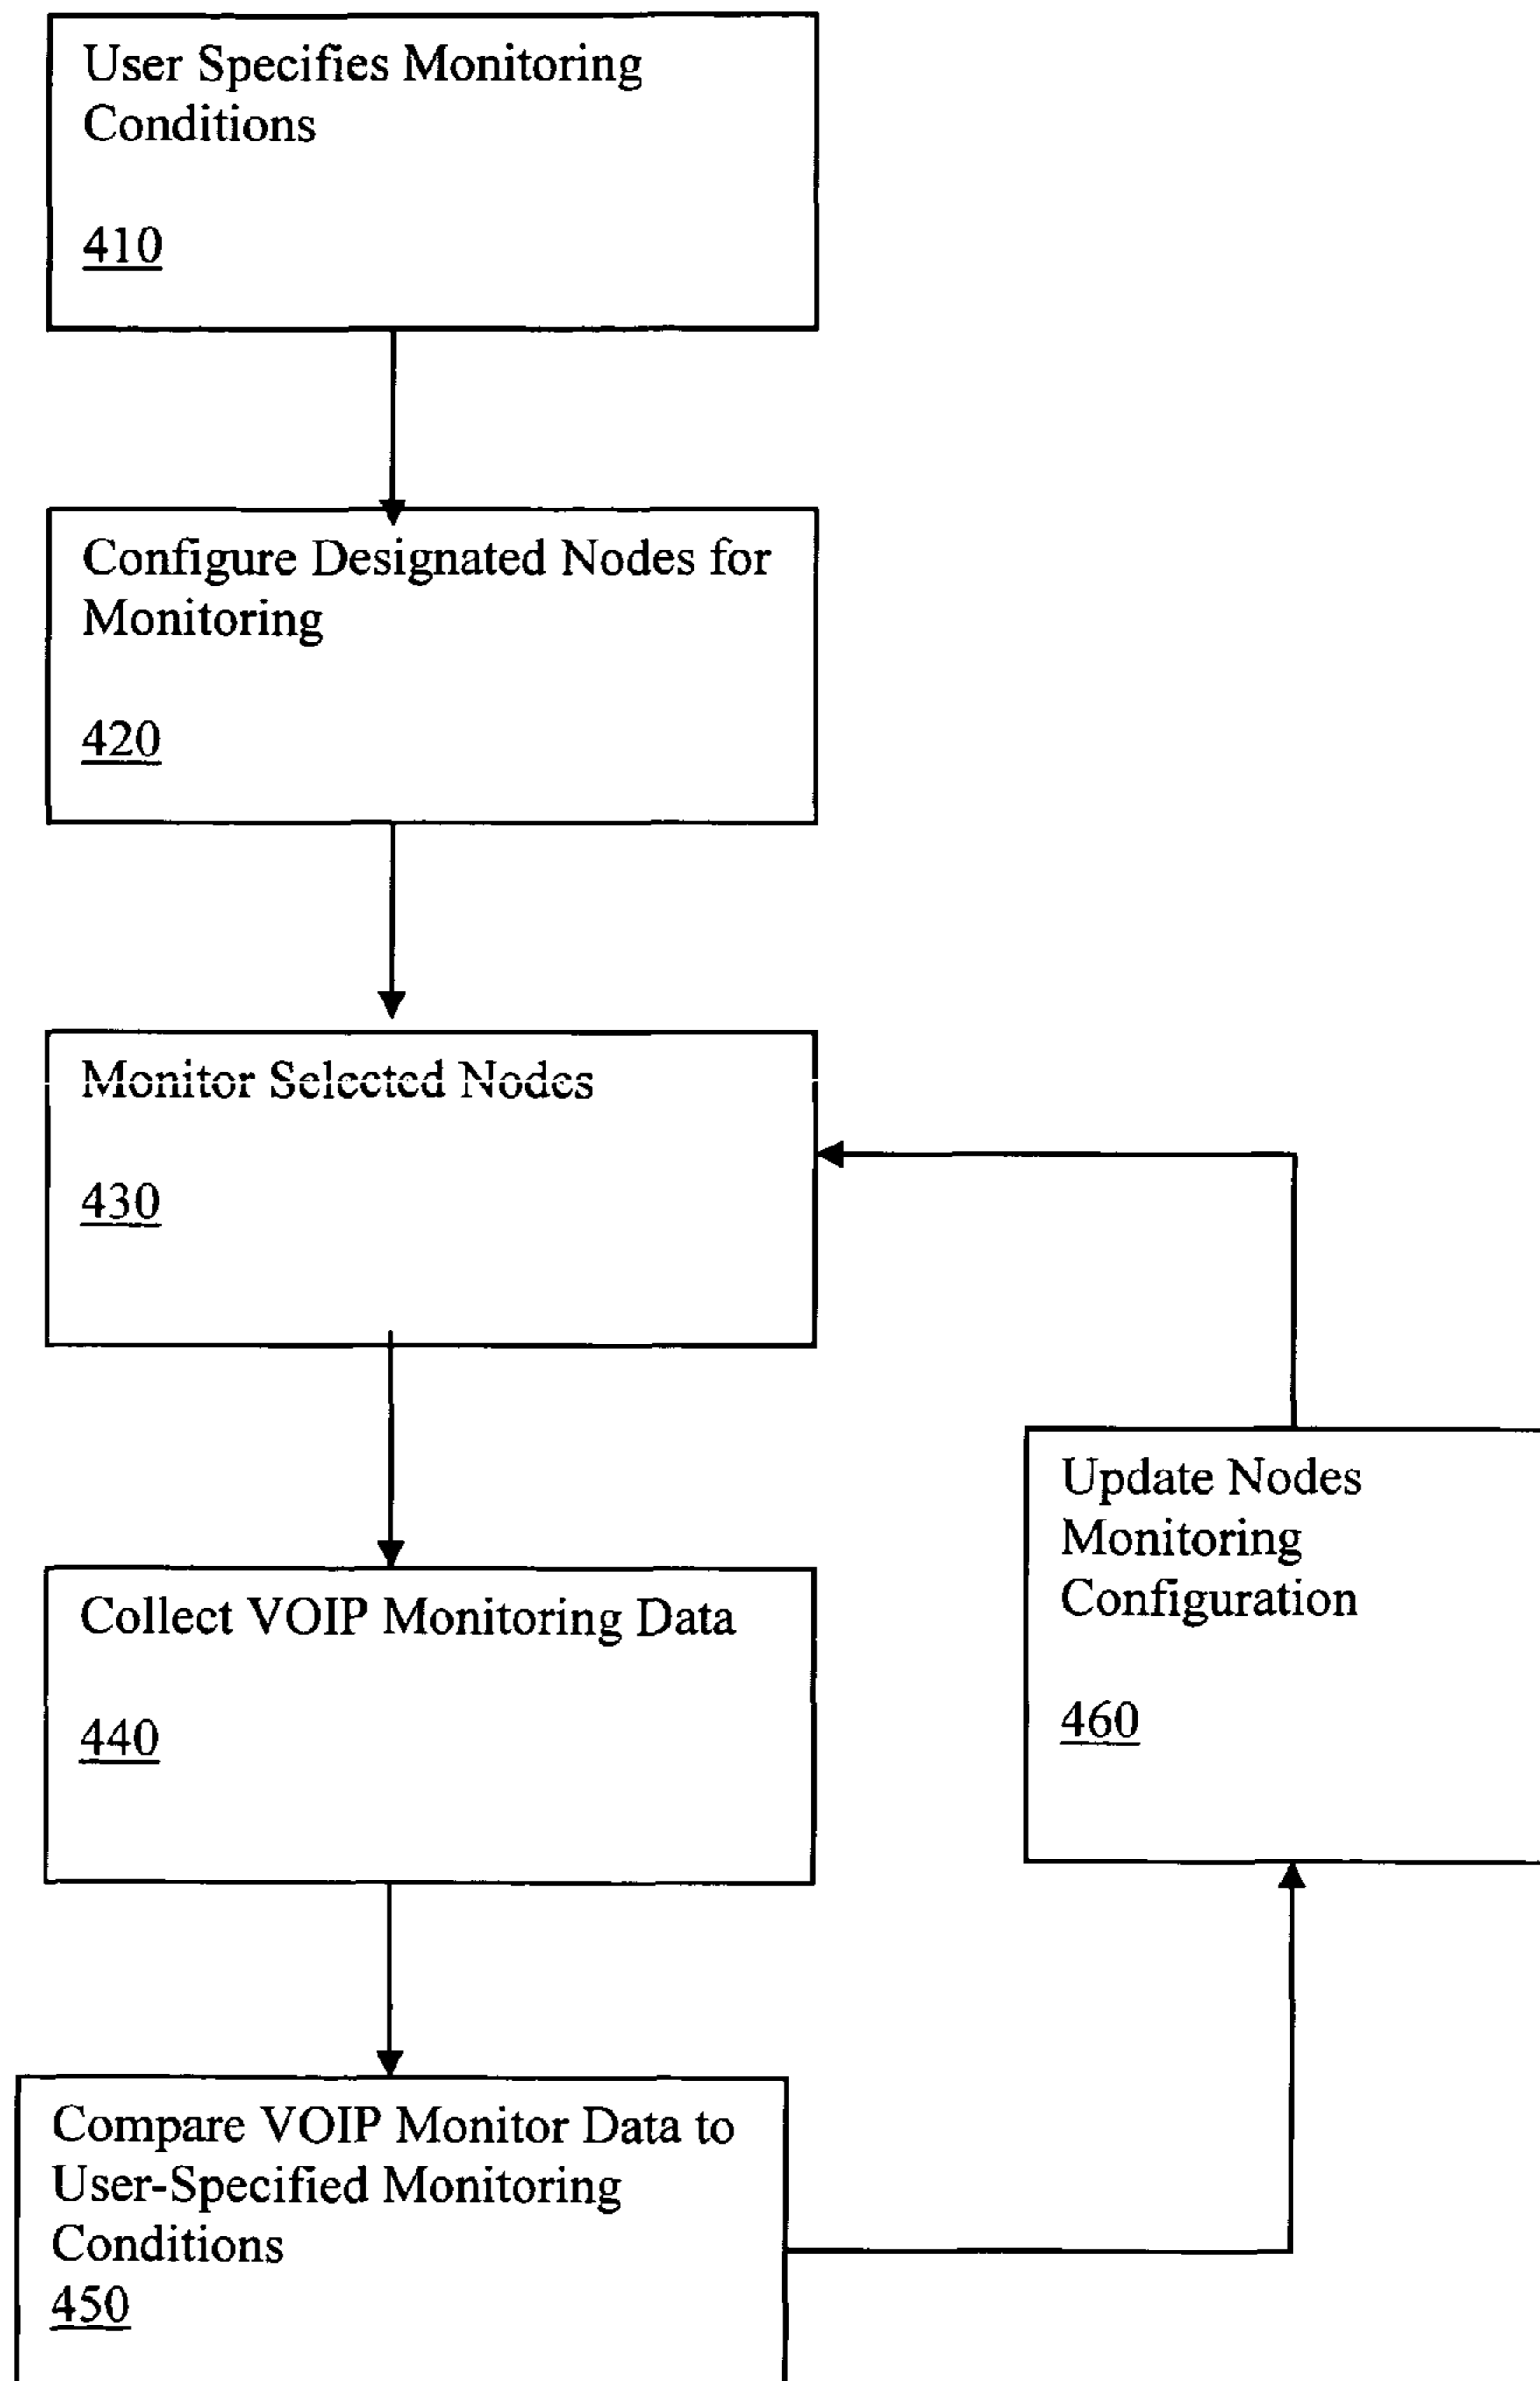 User Specifies Monitoring
Conditions
410
Configure Designated Nodes for
Monitoring
420
Monitor Selected Nodes
430
Collect VOIP Monitoring Data
440
Update Nodes
Monitoring
Configuration
460
Compare VOIP Monitor Data to
User-Specified Monitoring
Conditions
450